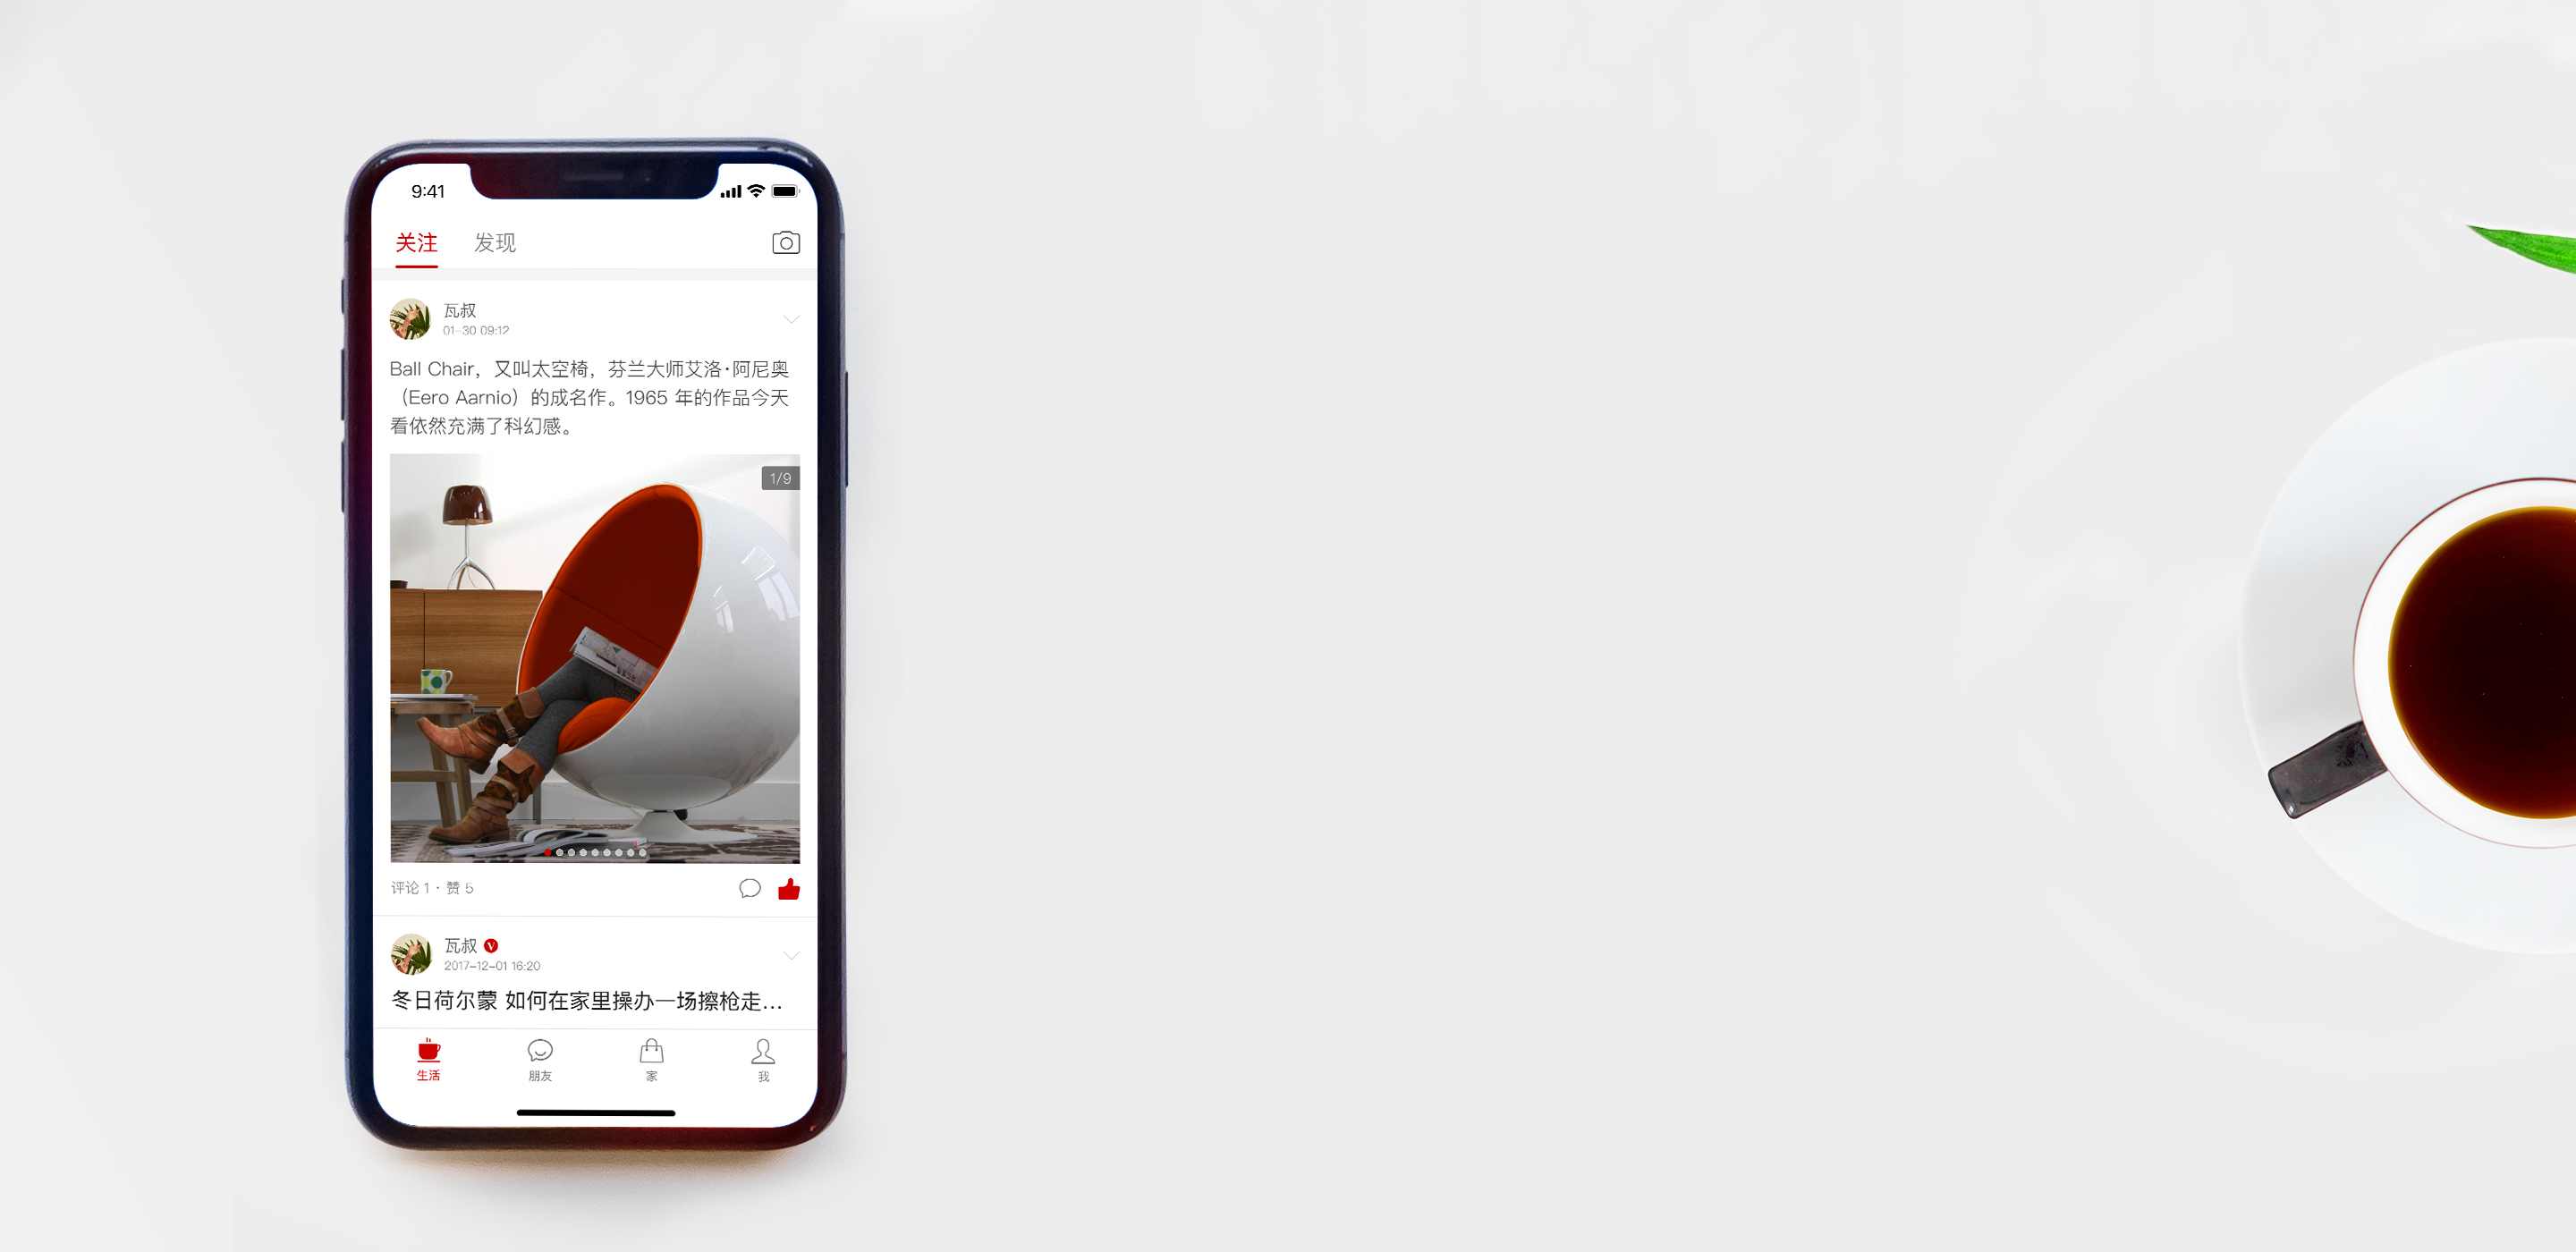 9:41
关注 发现
瓦叔
01-30 09:12
Ball Chair，又叫太空椅，芬兰大师艾洛·阿尼奥
（Eero Aarnio）的成名作。1965 年的作品今天
看依然充满了科幻感。
1/9
评论 1 · 赞 5
瓦叔 V
2017-12-01 16:20
冬日荷尔蒙 如何在家里操办一场擦枪走...
生活 朋友 家 我